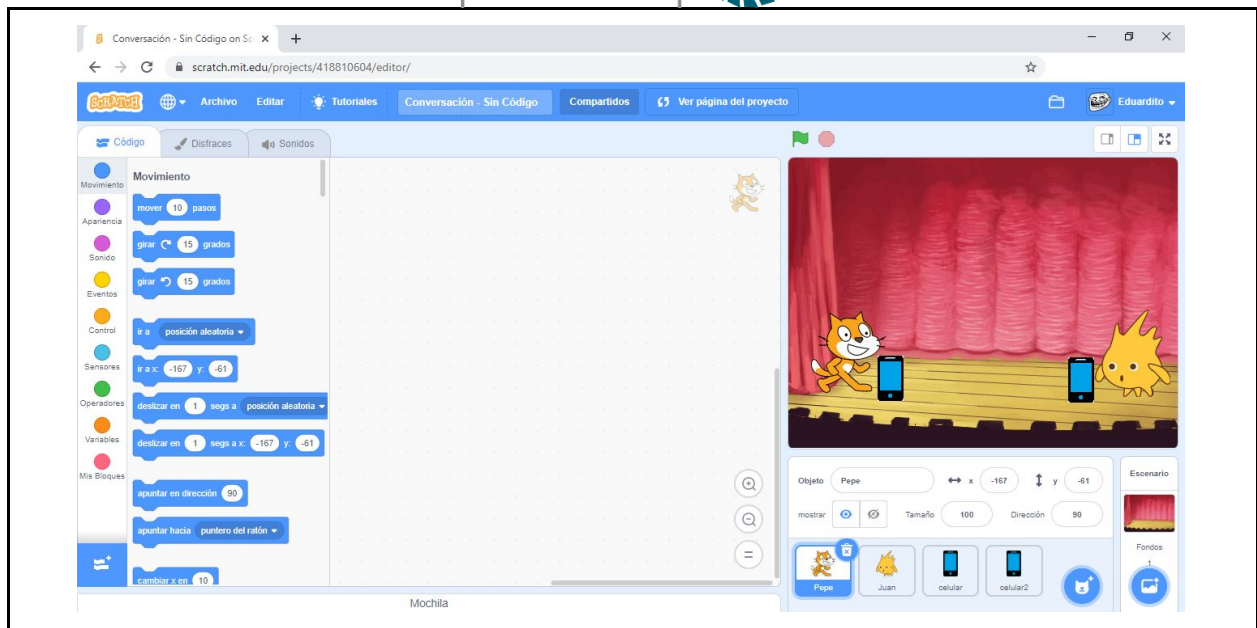 Conversación - Sin Código on Sc
scratch.mit.edu/projects/418810604/editor/
SCRATCH Archivo Editar Tutoriales Conversación - Sin Código Compartidos Ver página del proyecto Eduardito
Código Disfraces Sonidos
Movimiento
Apariencia
Sonido
Eventos
Control
Sensores
Operadores
Variables
Mis Bloques
Movimiento
mover 10 pasos
girar 15 grados
girar 15 grados
ir a posición aleatoria
ir a x: -167 y: -61
deslizar en 1 segs a posición aleatoria
deslizar en 1 segs a x: -167 y: -61
apuntar en dirección 90
apuntar hacia puntero del ratón
cambiar x en 10
Mochila
Objeto Pepe x -167 y -61
mostrar Tamaño 100 Dirección 90
Pepe Juan celular celular2
Escenario
Fondos
1